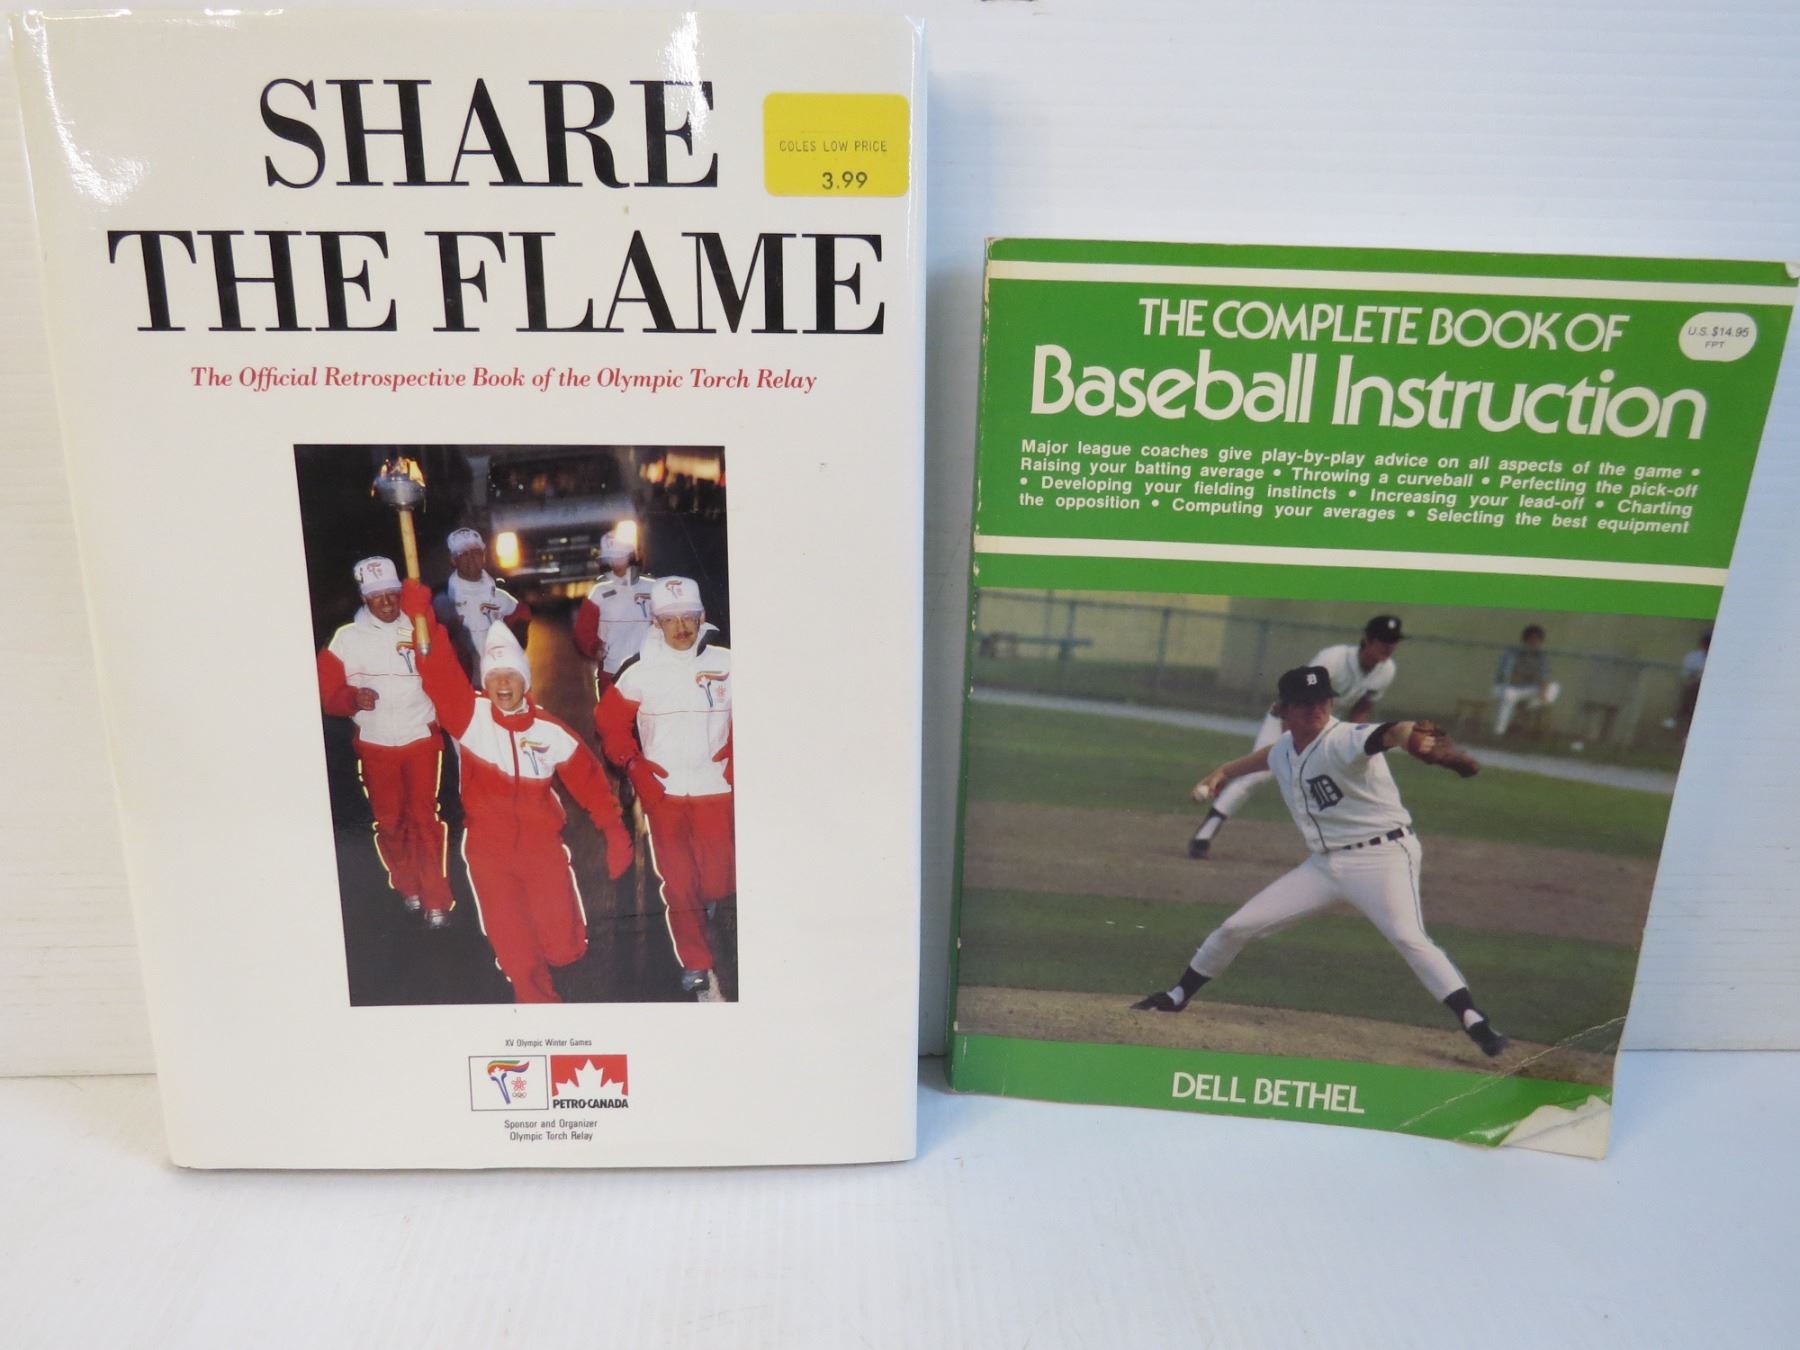 SHARE
THE FLAME
COLES LOW PRICE
3.99
The Official Retrospective Book of the Olympic Torch Relay
XV Olympic Winter Games
PETRO-CANADA
Sponsor and Organizer
Olympic Torch Relay
THE COMPLETE BOOK OF
Baseball Instruction
U.S. $14.95
FPT
Major league coaches give play-by-play advice on all aspects of the game •
Raising your batting average • Throwing a curveball • Perfecting the pick-off
• Developing your fielding instincts • Increasing your lead-off • Charting
the opposition • Computing your averages • Selecting the best equipment
D
D
DELL BETHEL